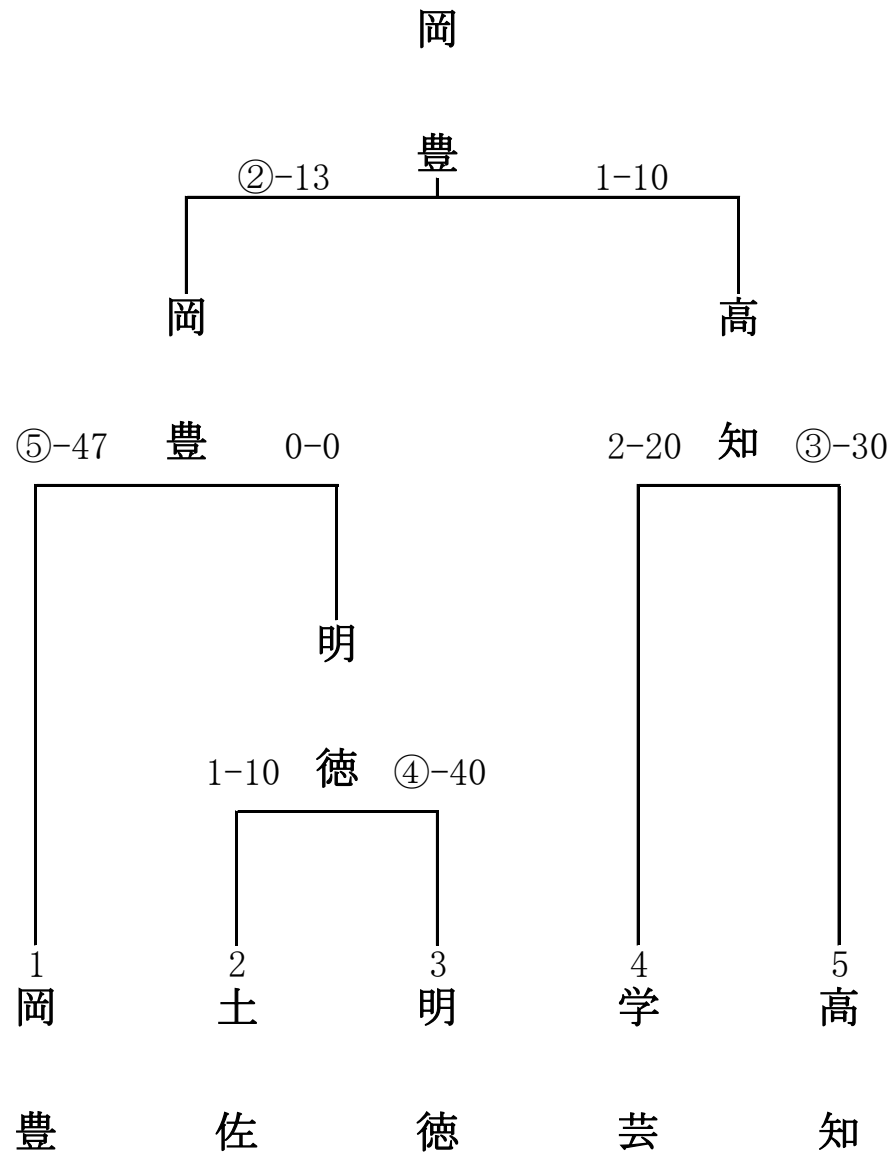 岡豊
②-13 1-10
岡豊
高知
⑤-47 0-0
2-20 ③-30
明徳
1-10 ④-40
1 2 3 4 5
岡豊
土佐
明徳
学芸
高知